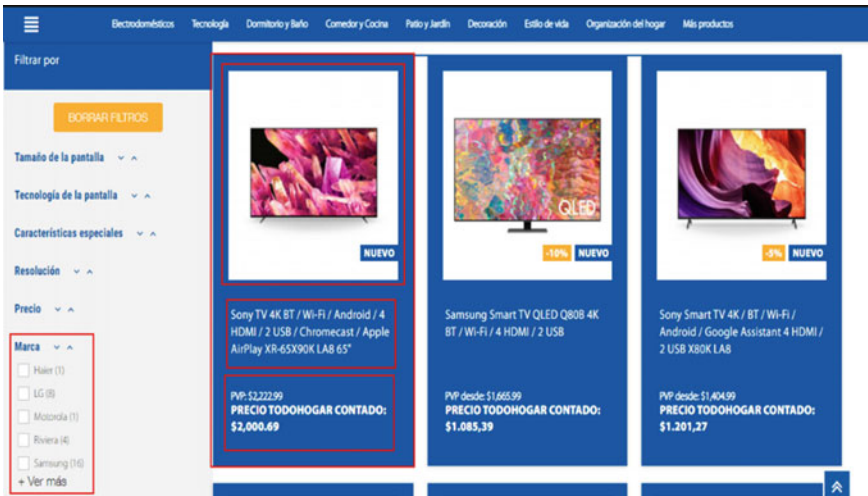 Electrodomésticos Tecnología Dormitorio y Baño Comedor y Cocina Patio y Jardín Decoración Estilo de vida Organización del hogar Más productos
Filtrar por
BORRAR FILTROS
Tamaño de la pantalla
Tecnología de la pantalla
Características especiales
Resolución
Precio
Marca
Haier (1)
LG (8)
Motorola (1)
Riviera (4)
Samsung (16)
+ Ver más
NUEVO
Sony TV 4K BT / Wi-Fi / Android / 4
HDMI / 2 USB / Chromecast / Apple
AirPlay XR-65X90K LA8 65"
PVP: $2,222.99
PRECIO TODOHOGAR CONTADO:
$2,000.69
QLED
-10% NUEVO
Samsung Smart TV QLED Q80B 4K
BT / Wi-Fi / 4 HDMI / 2 USB
PVP desde: $1,665.99
PRECIO TODOHOGAR CONTADO:
$1.085,39
-5% NUEVO
Sony Smart TV 4K / BT / Wi-Fi /
Android / Google Assistant 4 HDMI /
2 USB X80K LA8
PVP desde: $1,404.99
PRECIO TODOHOGAR CONTADO:
$1.201,27